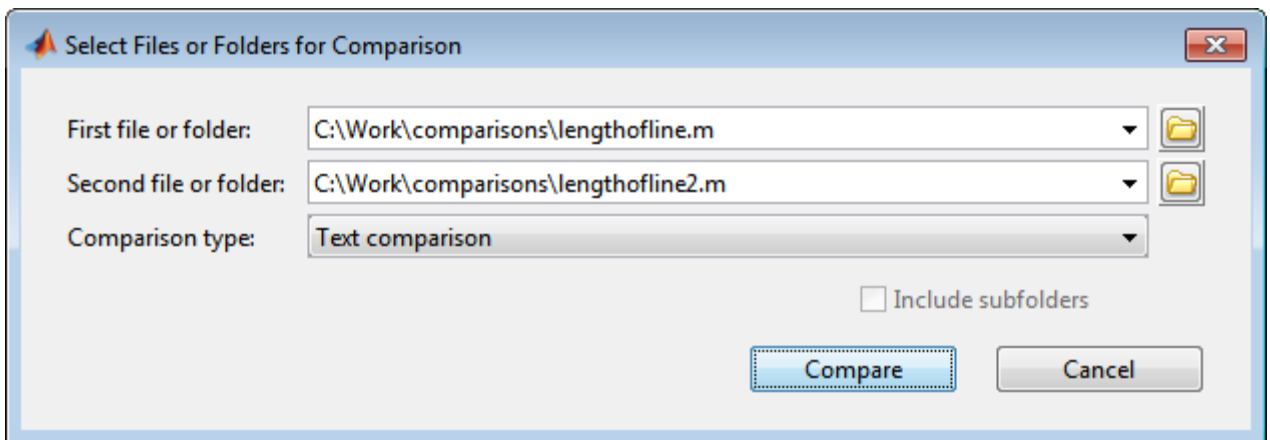 Select Files or Folders for Comparison
First file or folder: C:\Work\comparisons\lengthofline.m
Second file or folder: C:\Work\comparisons\lengthofline2.m
Comparison type: Text comparison
Include subfolders
Compare Cancel